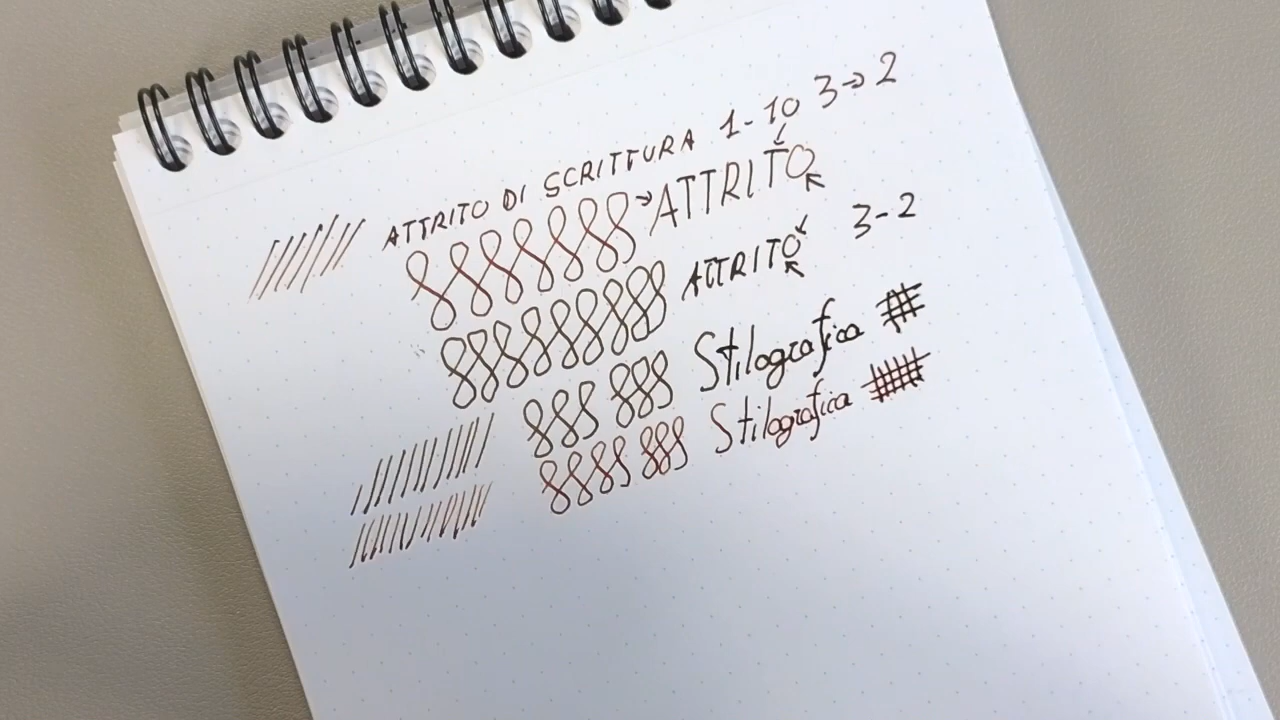 ATTRITO DI SCRITTURA 1-10 3→2
→ATTRITO
ATTRITO 3-2
Stilografica
Stilografica